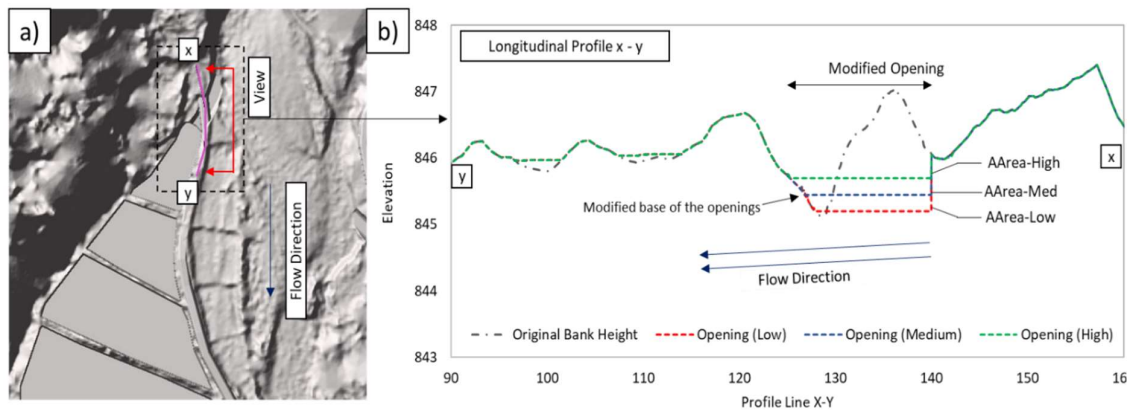 a)
x
View
y
Flow Direction
b)
Longitudinal Profile x - y
Modified Opening
848
847
846
845
844
843
Elevation
y
x
AArea-High
AArea-Med
AArea-Low
Modified base of the openings
Flow Direction
Original Bank Height
Opening (Low)
Opening (Medium)
Opening (High)
90
100
110
120
130
140
150
Profile Line X-Y